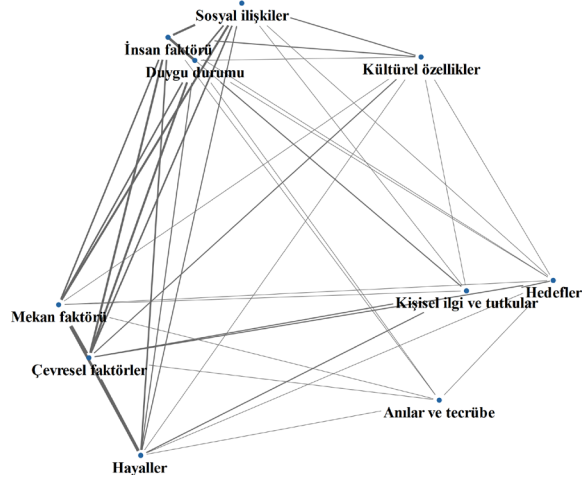 Sosyal ilişkiler
İnsan faktörü
Duygu durumu
Kültürel özellikler
Hedefler
Kişisel ilgi ve tutkular
Mekan faktörü
Çevresel faktörler
Anılar ve tecrübe
Hayaller